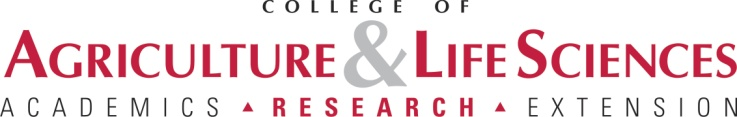 COLLEGE OF
AGRICULTURE & LIFE SCIENCES
ACADEMICS ▲ RESEARCH ▲ EXTENSION